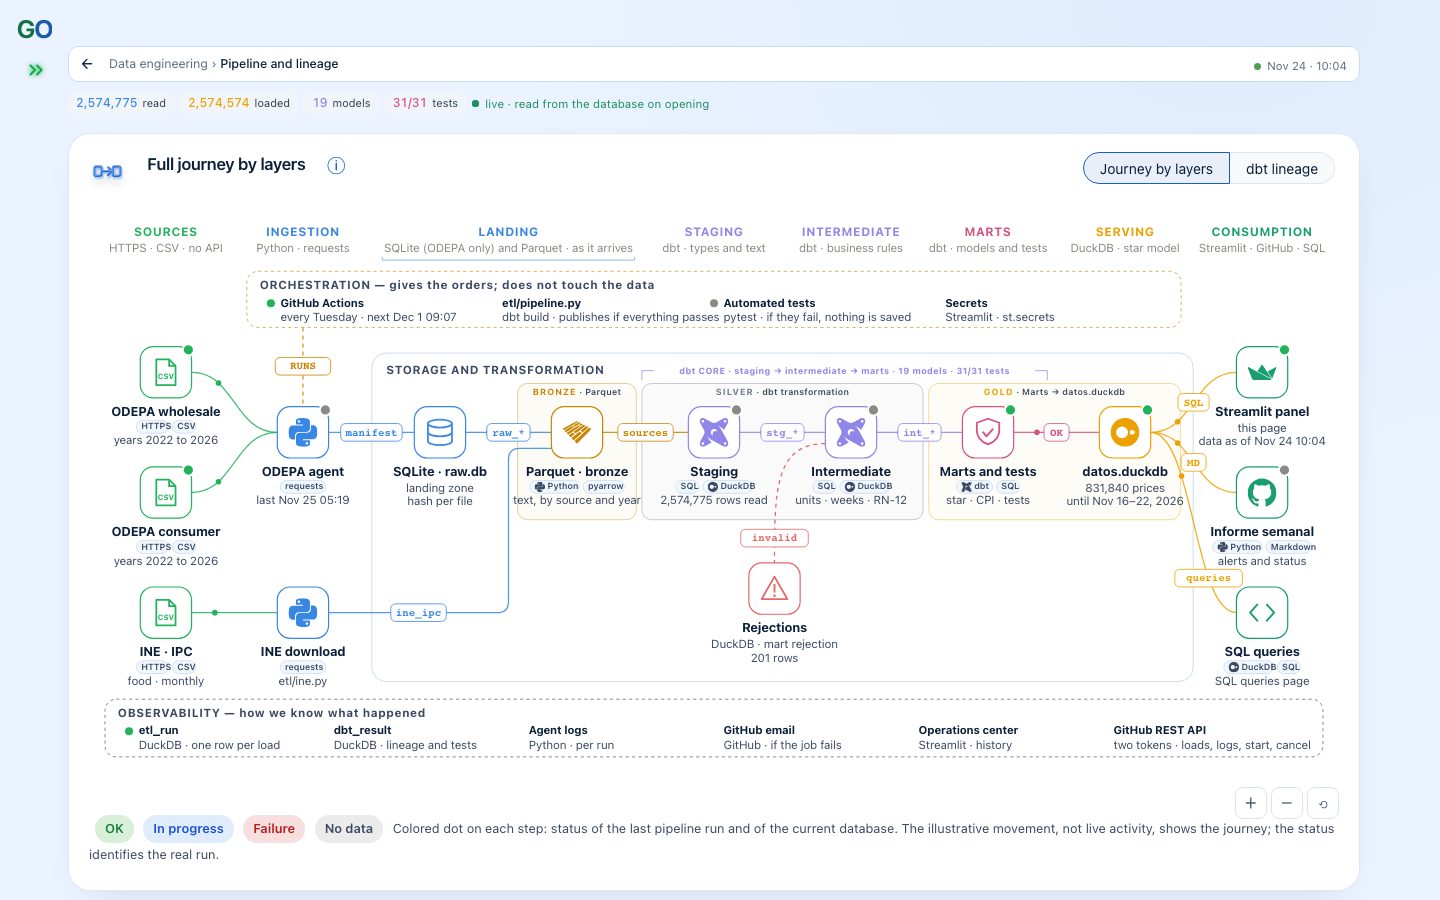 GO
Data engineering › Pipeline and lineage
Nov 24 · 10:04
2,574,775 read 2,574,574 loaded 19 models 31/31 tests live · read from the database on opening
Full journey by layers
Journey by layers
dbt lineage
SOURCES
HTTPS · CSV · no API
INGESTION
Python · requests
LANDING
SQLite (ODEPA only) and Parquet · as it arrives
STAGING
dbt · types and text
INTERMEDIATE
dbt · business rules
MARTS
dbt · models and tests
SERVING
DuckDB · star model
CONSUMPTION
Streamlit · GitHub · SQL
ORCHESTRATION — gives the orders; does not touch the data
GitHub Actions
every Tuesday · next Dec 1 09:07
etl/pipeline.py
dbt build · publishes if everything passes
Automated tests
pytest · if they fail, nothing is saved
Secrets
Streamlit · st.secrets
RUNS
STORAGE AND TRANSFORMATION
dbt CORE · staging → intermediate → marts · 19 models · 31/31 tests
BRONZE · Parquet
SILVER · dbt transformation
GOLD · Marts → datos.duckdb
CSV
ODEPA wholesale
HTTPS CSV
years 2022 to 2026
CSV
ODEPA consumer
HTTPS CSV
years 2022 to 2026
ODEPA agent
requests
last Nov 25 05:19
manifest
SQLite · raw.db
landing zone
hash per file
raw_*
Parquet · bronze
Python pyarrow
text, by source and year
sources
Staging
SQL DuckDB
2,574,775 rows read
stg_*
Intermediate
SQL DuckDB
units · weeks · RN-12
int_*
Marts and tests
dbt SQL
star · CPI · tests
OK
datos.duckdb
831,840 prices
until Nov 16–22, 2026
SQL
Streamlit panel
this page
data as of Nov 24 10:04
MD
Informe semanal
Python Markdown
alerts and status
queries
SQL queries
DuckDB SQL
SQL queries page
invalid
Rejections
DuckDB · mart rejection
201 rows
CSV
INE · IPC
HTTPS CSV
food · monthly
INE download
requests
etl/ine.py
ine_ipc
OBSERVABILITY — how we know what happened
etl_run
DuckDB · one row per load
dbt_result
DuckDB · lineage and tests
Agent logs
Python · per run
GitHub email
GitHub · if the job fails
Operations center
Streamlit · history
GitHub REST API
two tokens · loads, logs, start, cancel
OK In progress Failure No data Colored dot on each step: status of the last pipeline run and of the current database. The illustrative movement, not live activity, shows the journey; the status
identifies the real run.